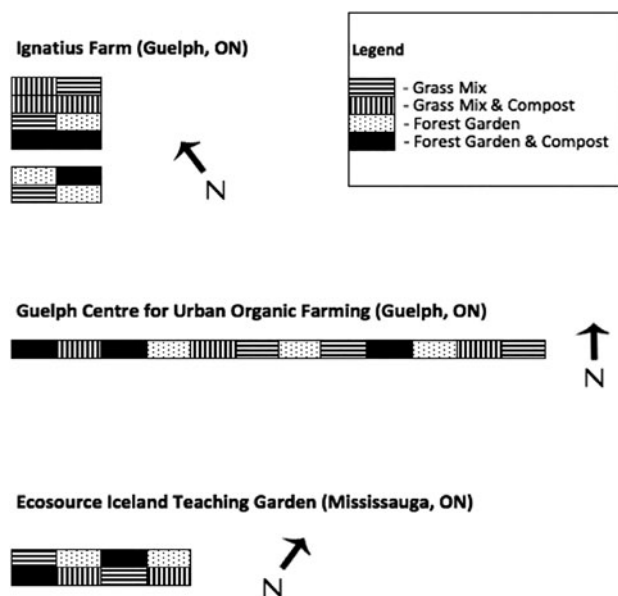 Ignatius Farm (Guelph, ON)
Legend
- Grass Mix
- Grass Mix & Compost
- Forest Garden
- Forest Garden & Compost
N
Guelph Centre for Urban Organic Farming (Guelph, ON)
N
Ecosource Iceland Teaching Garden (Mississauga, ON)
N